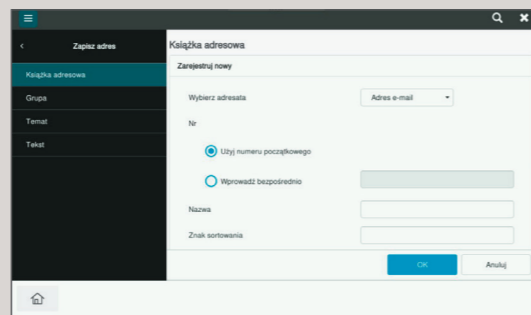 Zapisz adres
Książka adresowa
Grupa
Temat
Tekst
Książka adresowa
Zarejestruj nowy
Wybierz adresata
Adres e-mail
Nr
Użyj numeru początkowego
Wprowadź bezpośrednio
Nazwa
Znak sortowania
OK
Anuluj